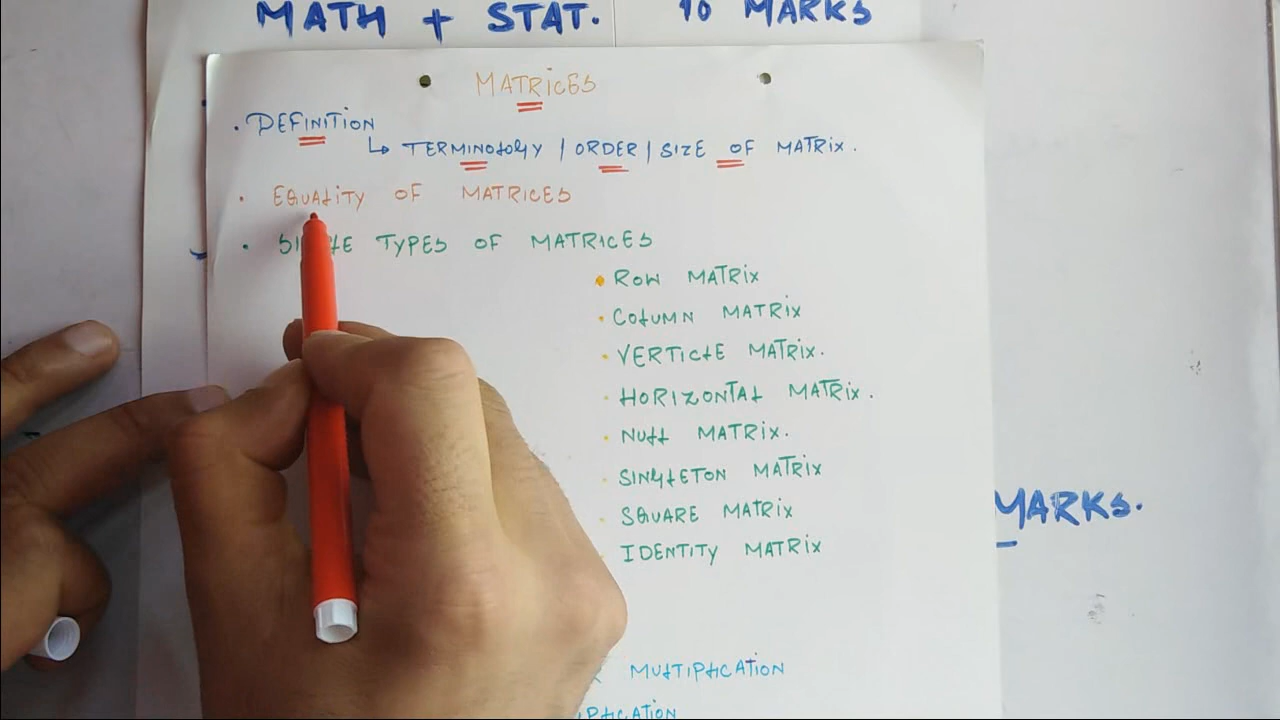 MATH + STAT. 10 MARKS
MATRICES
• DEFINITION
↳ TERMINOLOGY / ORDER / SIZE OF MATRIX.
• EQUALITY OF MATRICES
• TYPES OF MATRICES
• ROW MATRIX
• COLUMN MATRIX
• VERTICLE MATRIX.
• HORIZONTAL MATRIX.
• NULL MATRIX.
• SINGLETON MATRIX
• SQUARE MATRIX
IDENTITY MATRIX
MARKS.
MULTIPLICATION